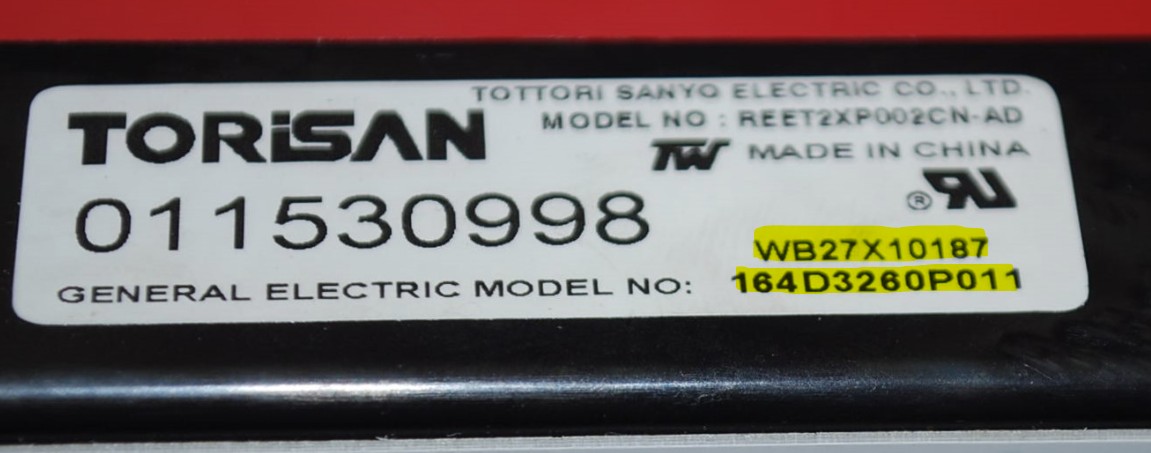 TOTTORI SANYO ELECTRIC CO., LTD.
TORiSAN
MODEL NO : REET2XP002CN-AD
MADE IN CHINA
011530998
®
WB27X10187
GENERAL ELECTRIC MODEL NO: 164D3260P011